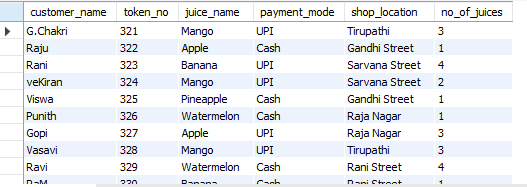 customer_name token_no juice_name payment_mode shop_location no_of_juices
G.Chakri 321 Mango UPI Tirupathi 3
Raju 322 Apple Cash Gandhi Street 1
Rani 323 Banana UPI Sarvana Street 4
veKiran 324 Mango UPI Sarvana Street 2
Viswa 325 Pineapple Cash Gandhi Street 1
Punith 326 Watermelon Cash Raja Nagar 1
Gopi 327 Apple UPI Raja Nagar 3
Vasavi 328 Mango UPI Tirupathi 3
Ravi 329 Watermelon Cash Rani Street 4
RaM 330 Banana Cash Rani Street 1